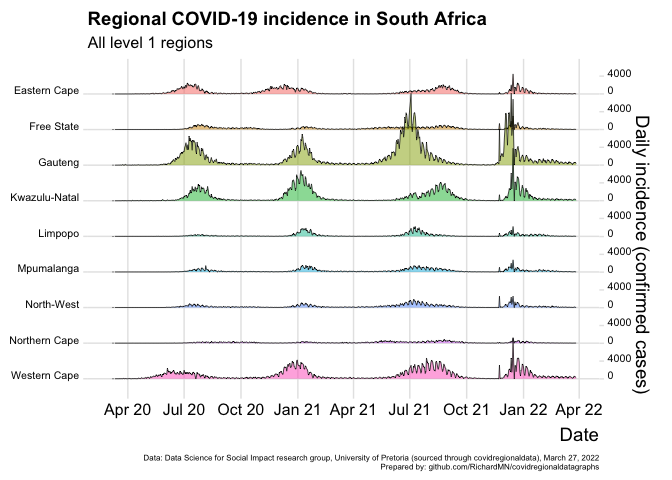 Regional COVID-19 incidence in South Africa
All level 1 regions
Eastern Cape
4000
0
Free State
4000
0
Gauteng
4000
0
Kwazulu-Natal
4000
0
Limpopo
4000
0
Mpumalanga
4000
0
North-West
4000
0
Northern Cape
4000
0
Western Cape
4000
0
Daily incidence (confirmed cases)
Apr 20 Jul 20 Oct 20 Jan 21 Apr 21 Jul 21 Oct 21 Jan 22 Apr 22
Date
Data: Data Science for Social Impact research group, University of Pretoria (sourced through covidregionaldata), March 27, 2022
Prepared by: github.com/RichardMN/covidregionaldatagraphs